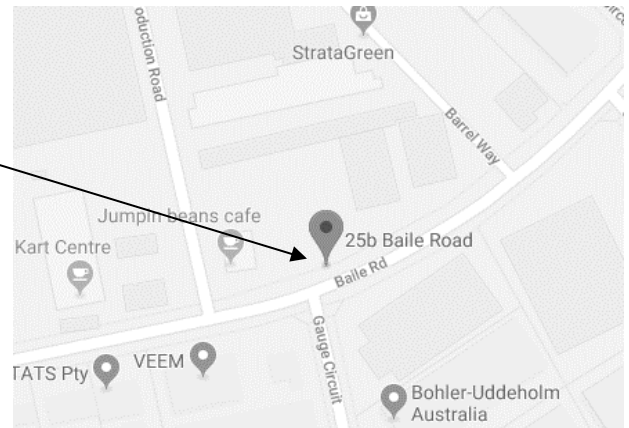 StrataGreen
oduction Road
Barrel Way
Jumpin beans cafe
Kart Centre
25b Baile Road
Baile Rd
Gauge Circuit
TATS Pty
VEEM
Bohler-Uddeholm
Australia